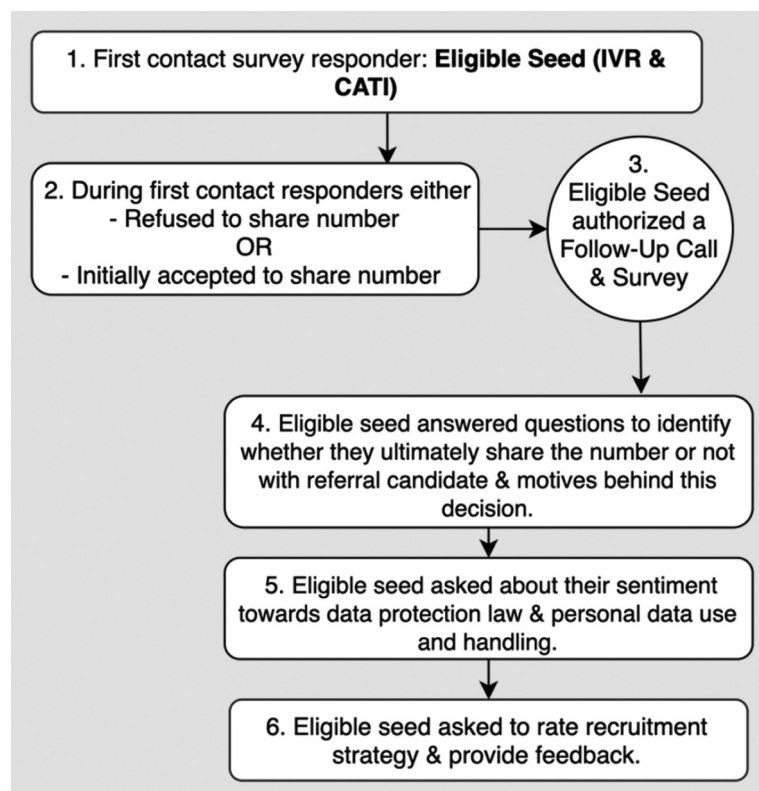 1. First contact survey responder: Eligible Seed (IVR &
CATI)
2. During first contact responders either
- Refused to share number
OR
- Initially accepted to share number
3.
Eligible Seed
authorized a
Follow-Up Call
& Survey
4. Eligible seed answered questions to identify
whether they ultimately share the number or not
with referral candidate & motives behind this
decision.
5. Eligible seed asked about their sentiment
towards data protection law & personal data use
and handling.
6. Eligible seed asked to rate recruitment
strategy & provide feedback.